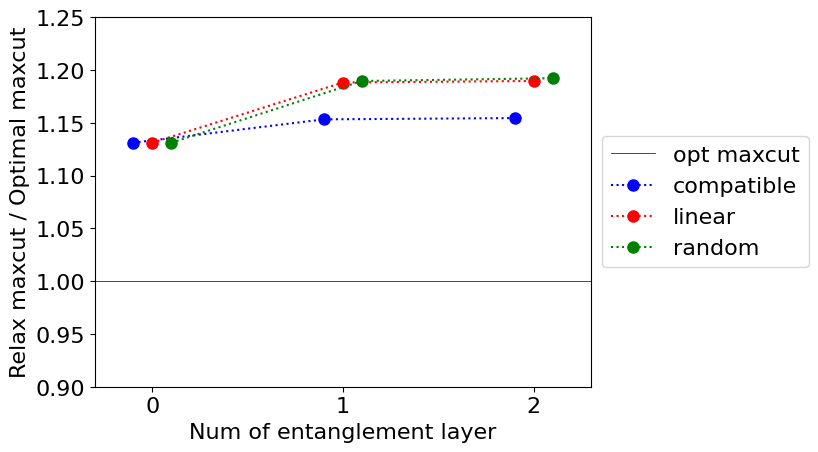 Relax maxcut / Optimal maxcut
1.25
1.20
1.15
1.10
1.05
1.00
0.95
0.90
0
1
2
Num of entanglement layer
opt maxcut
compatible
linear
random